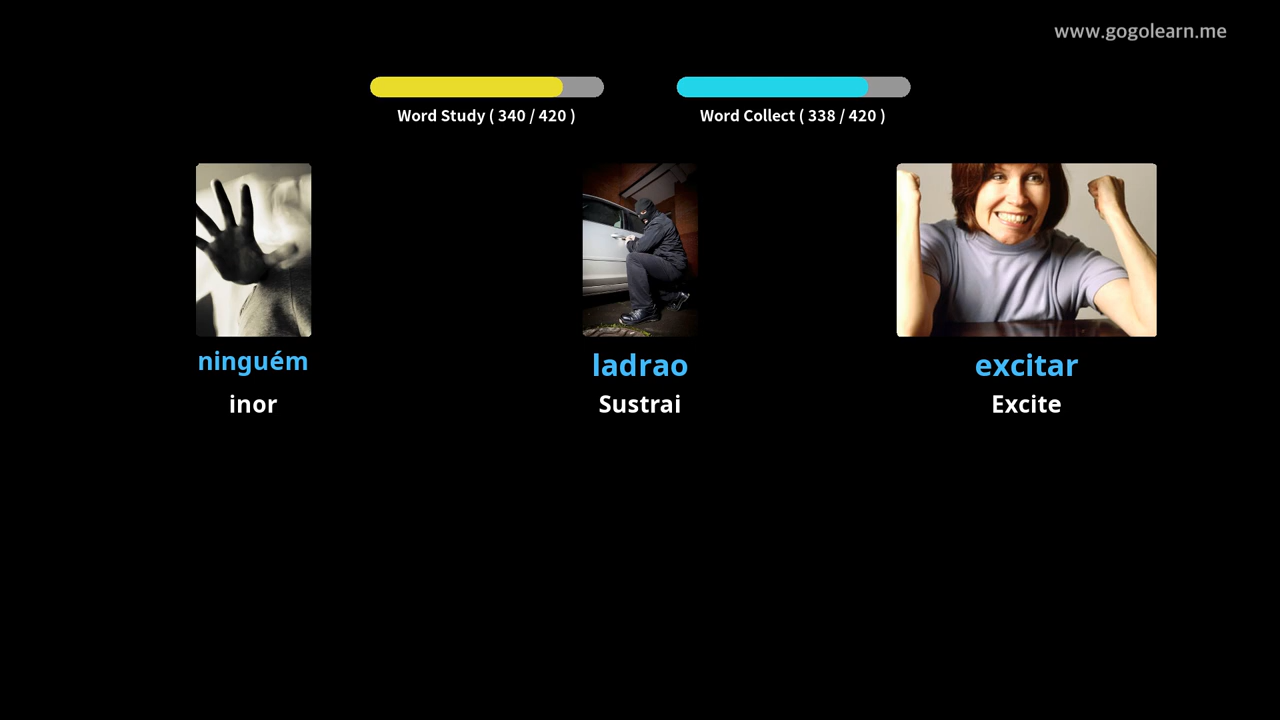 www.gogolearn.me
Word Study ( 340 / 420 )
Word Collect ( 338 / 420 )
ninguém
ladrao
excitar
inor
Sustrai
Excite